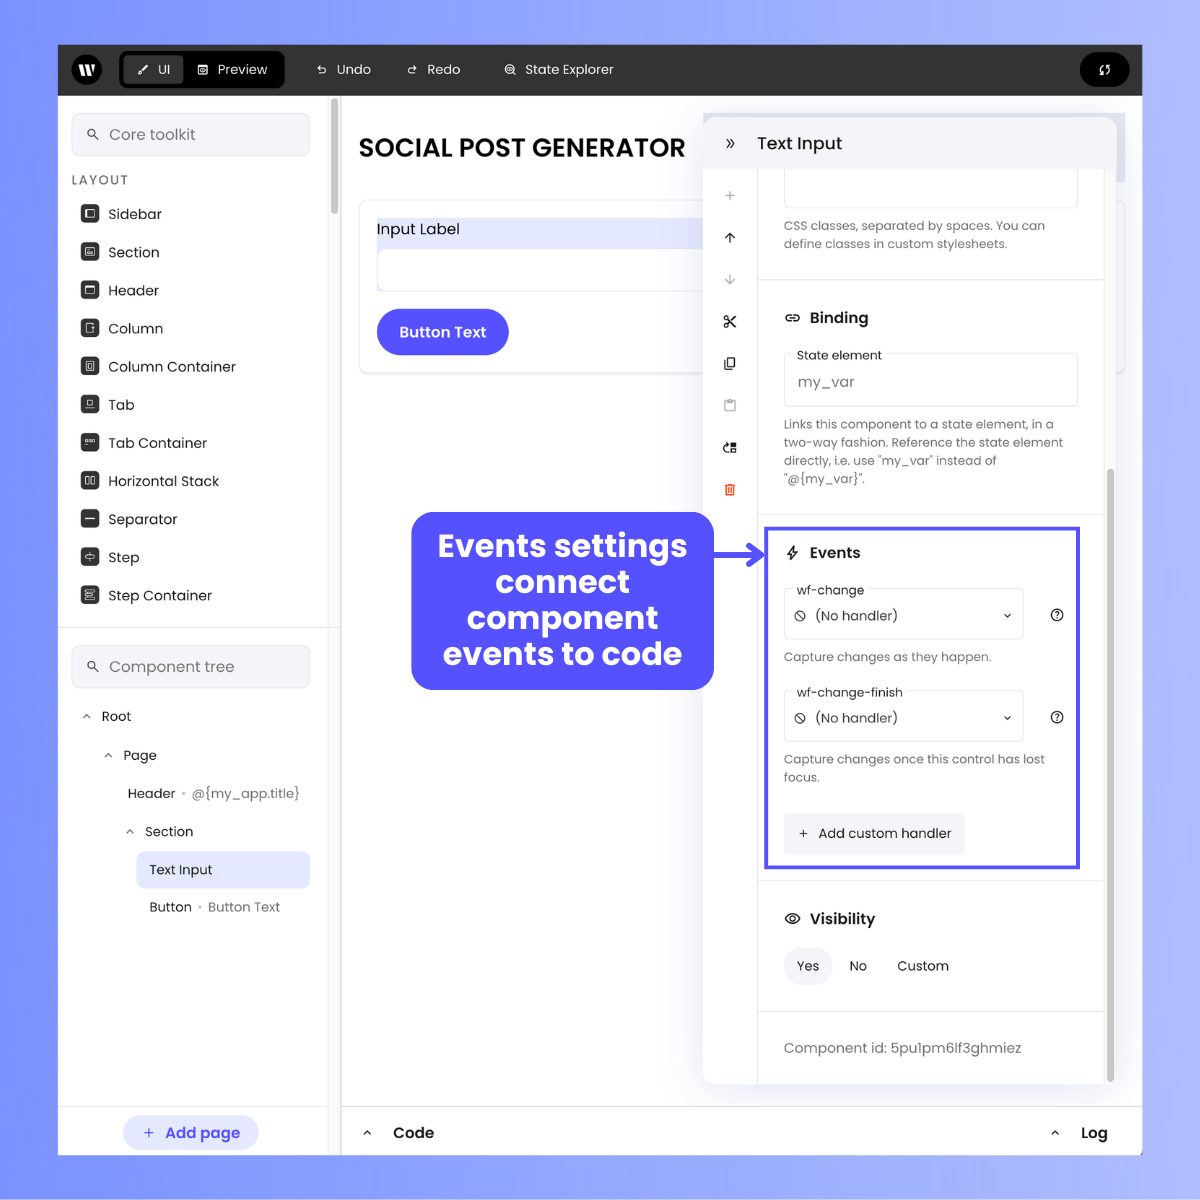 W
UI
Preview
Undo
Redo
State Explorer
Core toolkit
LAYOUT
Sidebar
Section
Header
Column
Column Container
Tab
Tab Container
Horizontal Stack
Separator
Step
Step Container
Component tree
Root
Page
Header • @{my_app.title}
Section
Text Input
Button • Button Text
+ Add page
SOCIAL POST GENERATOR
Input Label
Button Text
Events settings
connect
component
events to code
Text Input
CSS classes, separated by spaces. You can
define classes in custom stylesheets.
Binding
State element
my_var
Links this component to a state element, in a
two-way fashion. Reference the state element
directly, i.e. use "my_var" instead of
"@{my_var}".
Events
wf-change
(No handler)
Capture changes as they happen.
wf-change-finish
(No handler)
Capture changes once this control has lost
focus.
+ Add custom handler
Visibility
Yes
No
Custom
Component id: 5pu1pm6lf3ghmiez
Code
Log